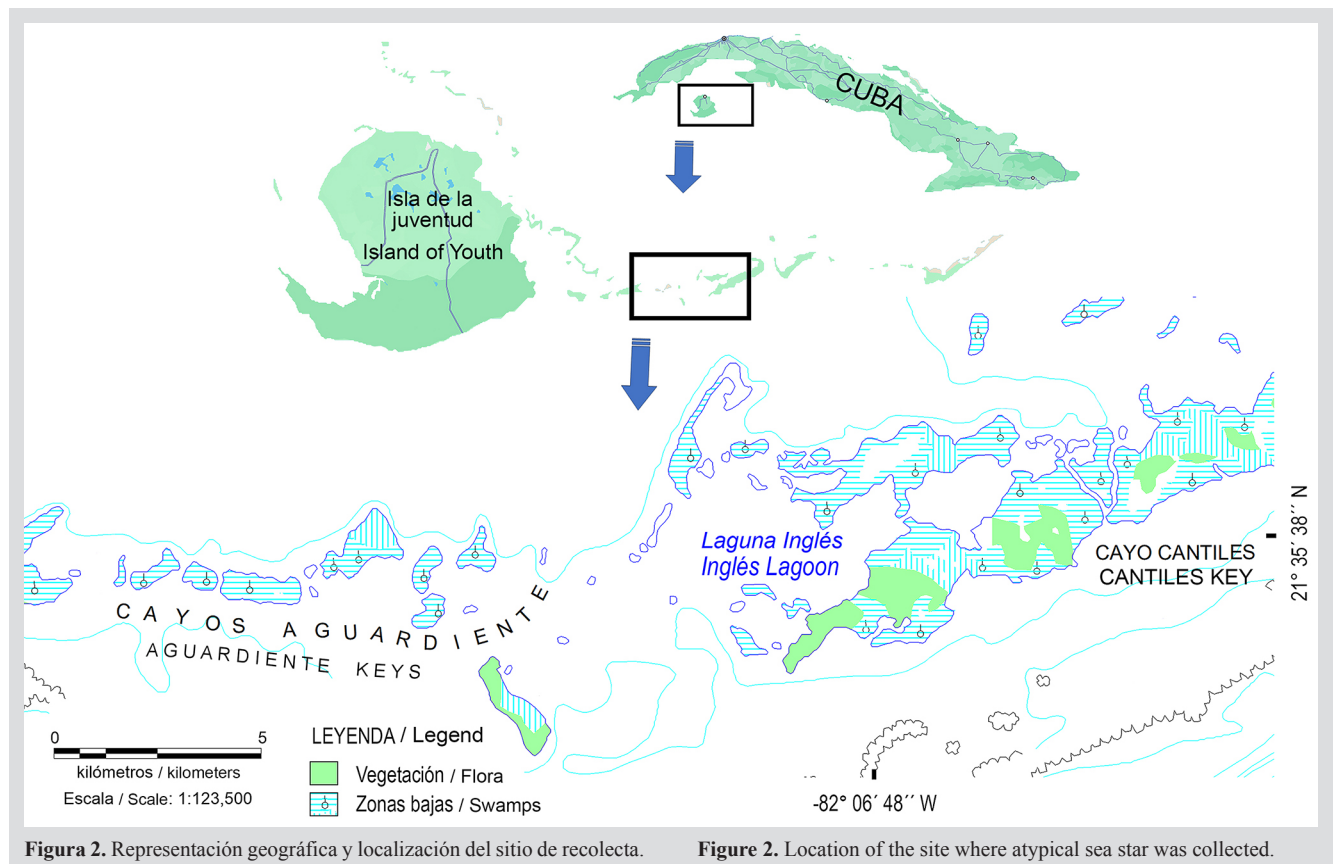 CUBA
Isla de la
juventud
Island of Youth
Laguna Inglés
Inglés Lagoon
CAYO CANTILES
CANTILES KEY
21° 35´ 38´´ N
CAYOS AGUARDIENTE
AGUARDIENTE KEYS
0 5
kilómetros / kilometers
Escala / Scale: 1:123,500
LEYENDA / Legend
Vegetación / Flora
Zonas bajas / Swamps
-82° 06´ 48´´ W
Figura 2. Representación geográfica y localización del sitio de recolecta.
Figure 2. Location of the site where atypical sea star was collected.